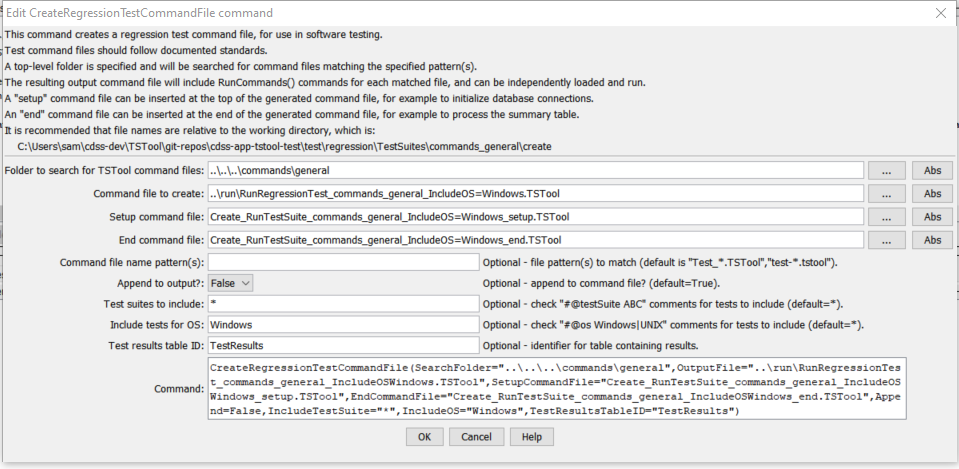 Edit CreateRegressionTestCommandFile command
This command creates a regression test command file, for use in software testing.
Test command files should follow documented standards.
A top-level folder is specified and will be searched for command files matching the specified pattern(s).
The resulting output command file will include RunCommands() commands for each matched file, and can be independently loaded and run.
A "setup" command file can be inserted at the top of the generated command file, for example to initialize database connections.
An "end" command file can be inserted at the end of the generated command file, for example to process the summary table.
It is recommended that file names are relative to the working directory, which is:
C:\Users\sam\cdss-dev\TSTool\git-repos\cdss-app-tstool-test\test\regression\TestSuites\commands_general\create
Folder to search for TSTool command files: ..\..\..\commands\general ... Abs
Command file to create: ..\run\RunRegressionTest_commands_general_IncludeOS=Windows.TSTool ... Abs
Setup command file: Create_RunTestSuite_commands_general_IncludeOS=Windows_setup.TSTool ... Abs
End command file: Create_RunTestSuite_commands_general_IncludeOS=Windows_end.TSTool ... Abs
Command file name pattern(s): Optional - file pattern(s) to match (default is "Test_*.TSTool","test-*.tstool").
Append to output?: False Optional - append to command file? (default=True).
Test suites to include: * Optional - check "#@testSuite ABC" comments for tests to include (default=*).
Include tests for OS: Windows Optional - check "#@os Windows|UNIX" comments for tests to include (default=*).
Test results table ID: TestResults Optional - identifier for table containing results.
Command:
CreateRegressionTestCommandFile(SearchFolder="..\..\..\commands\general",OutputFile="..\run\RunRegressionTe
st_commands_general_IncludeOSWindows.TSTool",SetupCommandFile="Create_RunTestSuite_commands_general_IncludeOS
Windows_setup.TSTool",EndCommandFile="Create_RunTestSuite_commands_general_IncludeOSWindows_end.TSTool",Appe
nd=False,IncludeTestSuite="*",IncludeOS="Windows",TestResultsTableID="TestResults")
OK Cancel Help